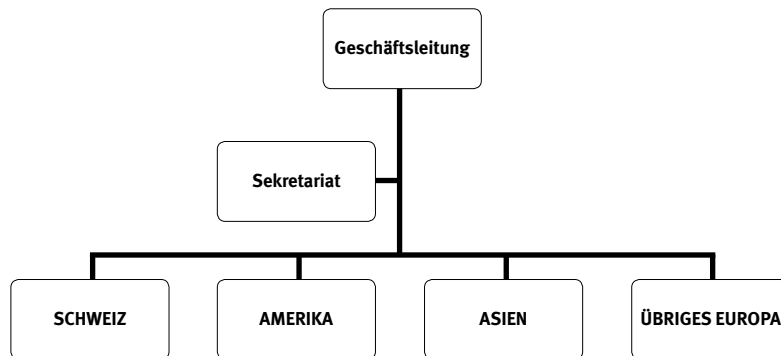 Geschäftsleitung
Sekretariat
SCHWEIZ
AMERIKA
ASIEN
ÜBRIGES EUROPA